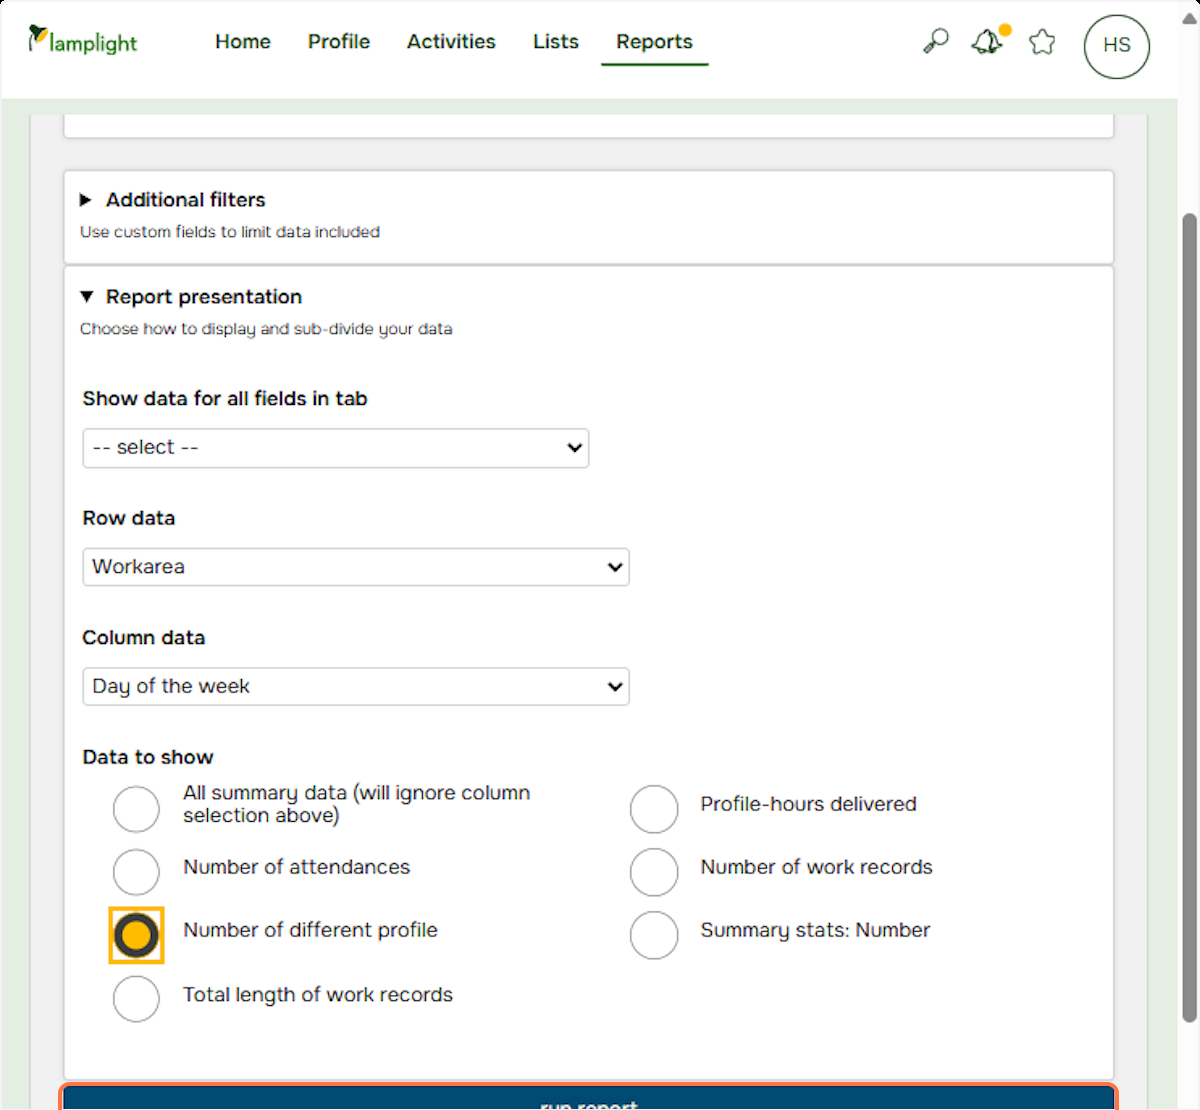 lamplight
Home Profile Activities Lists Reports
HS
Additional filters
Use custom fields to limit data included
Report presentation
Choose how to display and sub-divide your data
Show data for all fields in tab
-- select --
Row data
Workarea
Column data
Day of the week
Data to show
All summary data (will ignore column
selection above)
Profile-hours delivered
Number of attendances
Number of work records
Number of different profile
Summary stats: Number
Total length of work records
run report